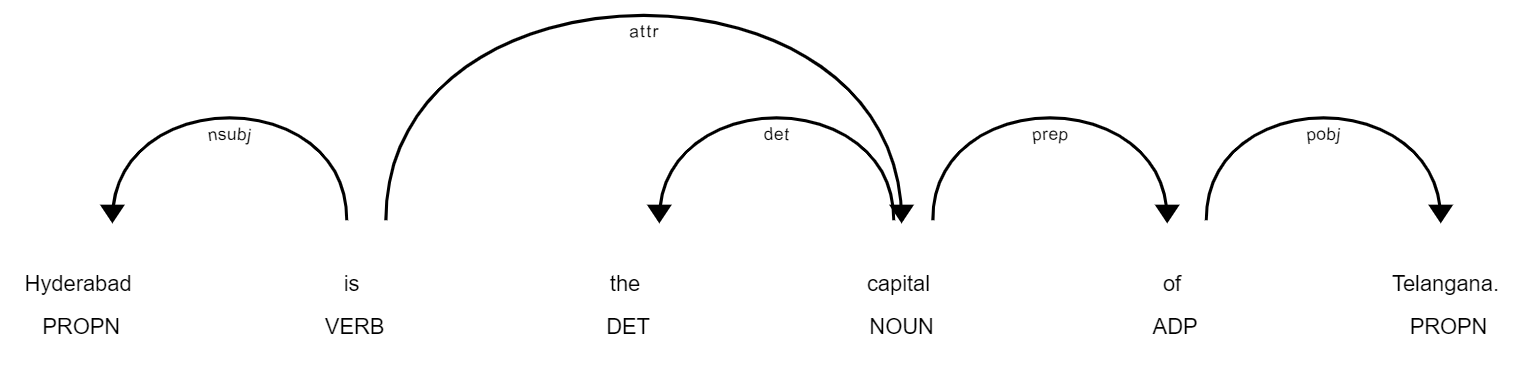 attr
nsubj det prep pobj
Hyderabad is the capital of Telangana.
PROPN VERB DET NOUN ADP PROPN